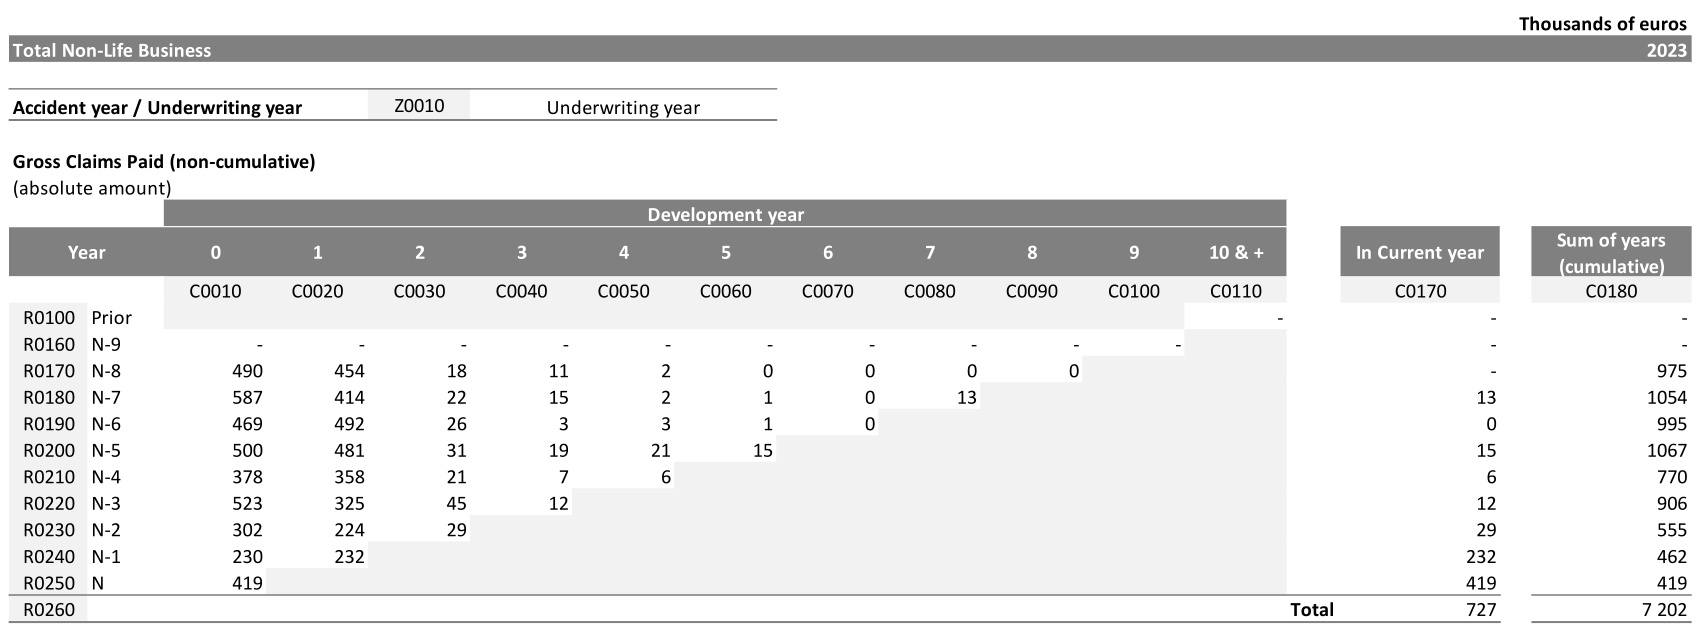 Thousands of euros
Total Non-Life Business 2023
Accident year / Underwriting year Z0010 Underwriting year
Gross Claims Paid (non-cumulative)
(absolute amount)
Development year
Year 0 1 2 3 4 5 6 7 8 9 10 & + In Current year Sum of years (cumulative)
C0010 C0020 C0030 C0040 C0050 C0060 C0070 C0080 C0090 C0100 C0110 C0170 C0180
R0100 Prior - - -
R0160 N-9 - - - - - - - - - - - -
R0170 N-8 490 454 18 11 2 0 0 0 0 - 975
R0180 N-7 587 414 22 15 2 1 0 13 13 1054
R0190 N-6 469 492 26 3 3 1 0 0 995
R0200 N-5 500 481 31 19 21 15 15 1067
R0210 N-4 378 358 21 7 6 6 770
R0220 N-3 523 325 45 12 12 906
R0230 N-2 302 224 29 29 555
R0240 N-1 230 232 232 462
R0250 N 419 419 419
R0260 Total 727 7 202